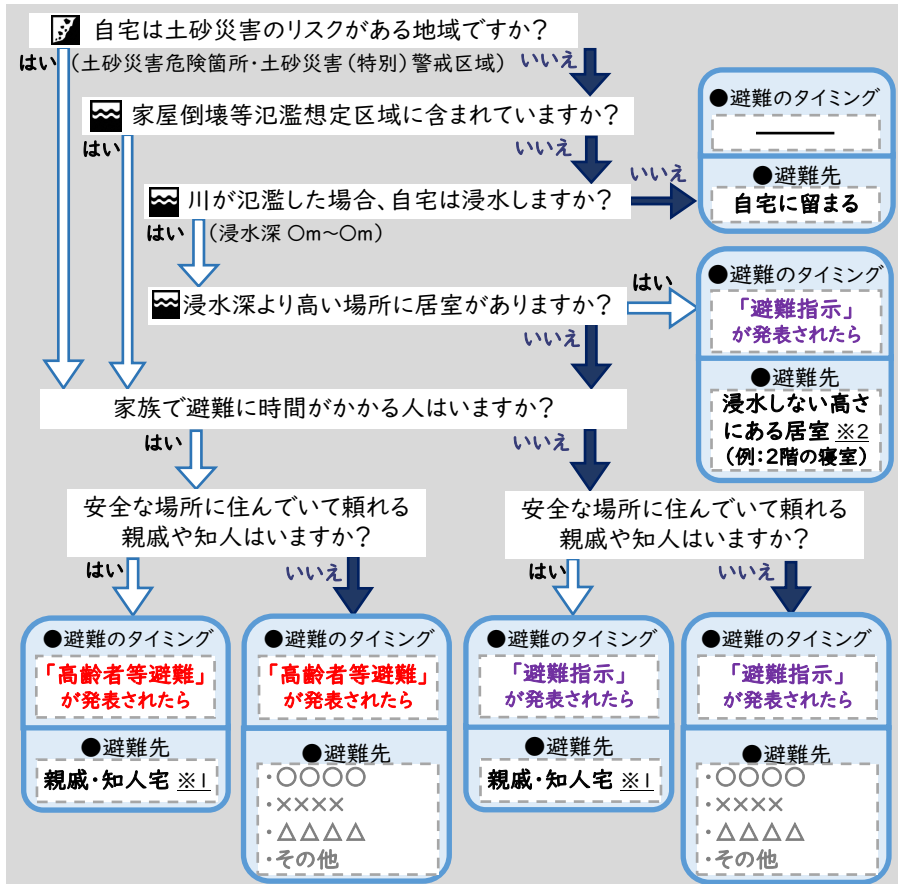 自宅は土砂災害のリスクがある地域ですか?
はい (土砂災害危険箇所・土砂災害(特別)警戒区域) いいえ
家屋倒壊等氾濫想定区域に含まれていますか?
はい いいえ
川が氾濫した場合、自宅は浸水しますか? いいえ
はい (浸水深 〇m~〇m)
●避難のタイミング
―――
●避難先
自宅に留まる
浸水深より高い場所に居室がありますか? はい
いいえ
●避難のタイミング
「避難指示」
が発表されたら
●避難先
浸水しない高さ
にある居室 ※2
(例:2階の寝室)
家族で避難に時間がかかる人はいますか?
はい いいえ
安全な場所に住んでいて頼れる
親戚や知人はいますか?
はい いいえ
安全な場所に住んでいて頼れる
親戚や知人はいますか?
はい いいえ
●避難のタイミング
「高齢者等避難」
が発表されたら
●避難先
親戚・知人宅 ※1
●避難のタイミング
「高齢者等避難」
が発表されたら
●避難先
・〇〇〇〇
・××××
・△△△△
・その他
●避難のタイミング
「避難指示」
が発表されたら
●避難先
親戚・知人宅 ※1
●避難のタイミング
「避難指示」
が発表されたら
●避難先
・〇〇〇〇
・××××
・△△△△
・その他